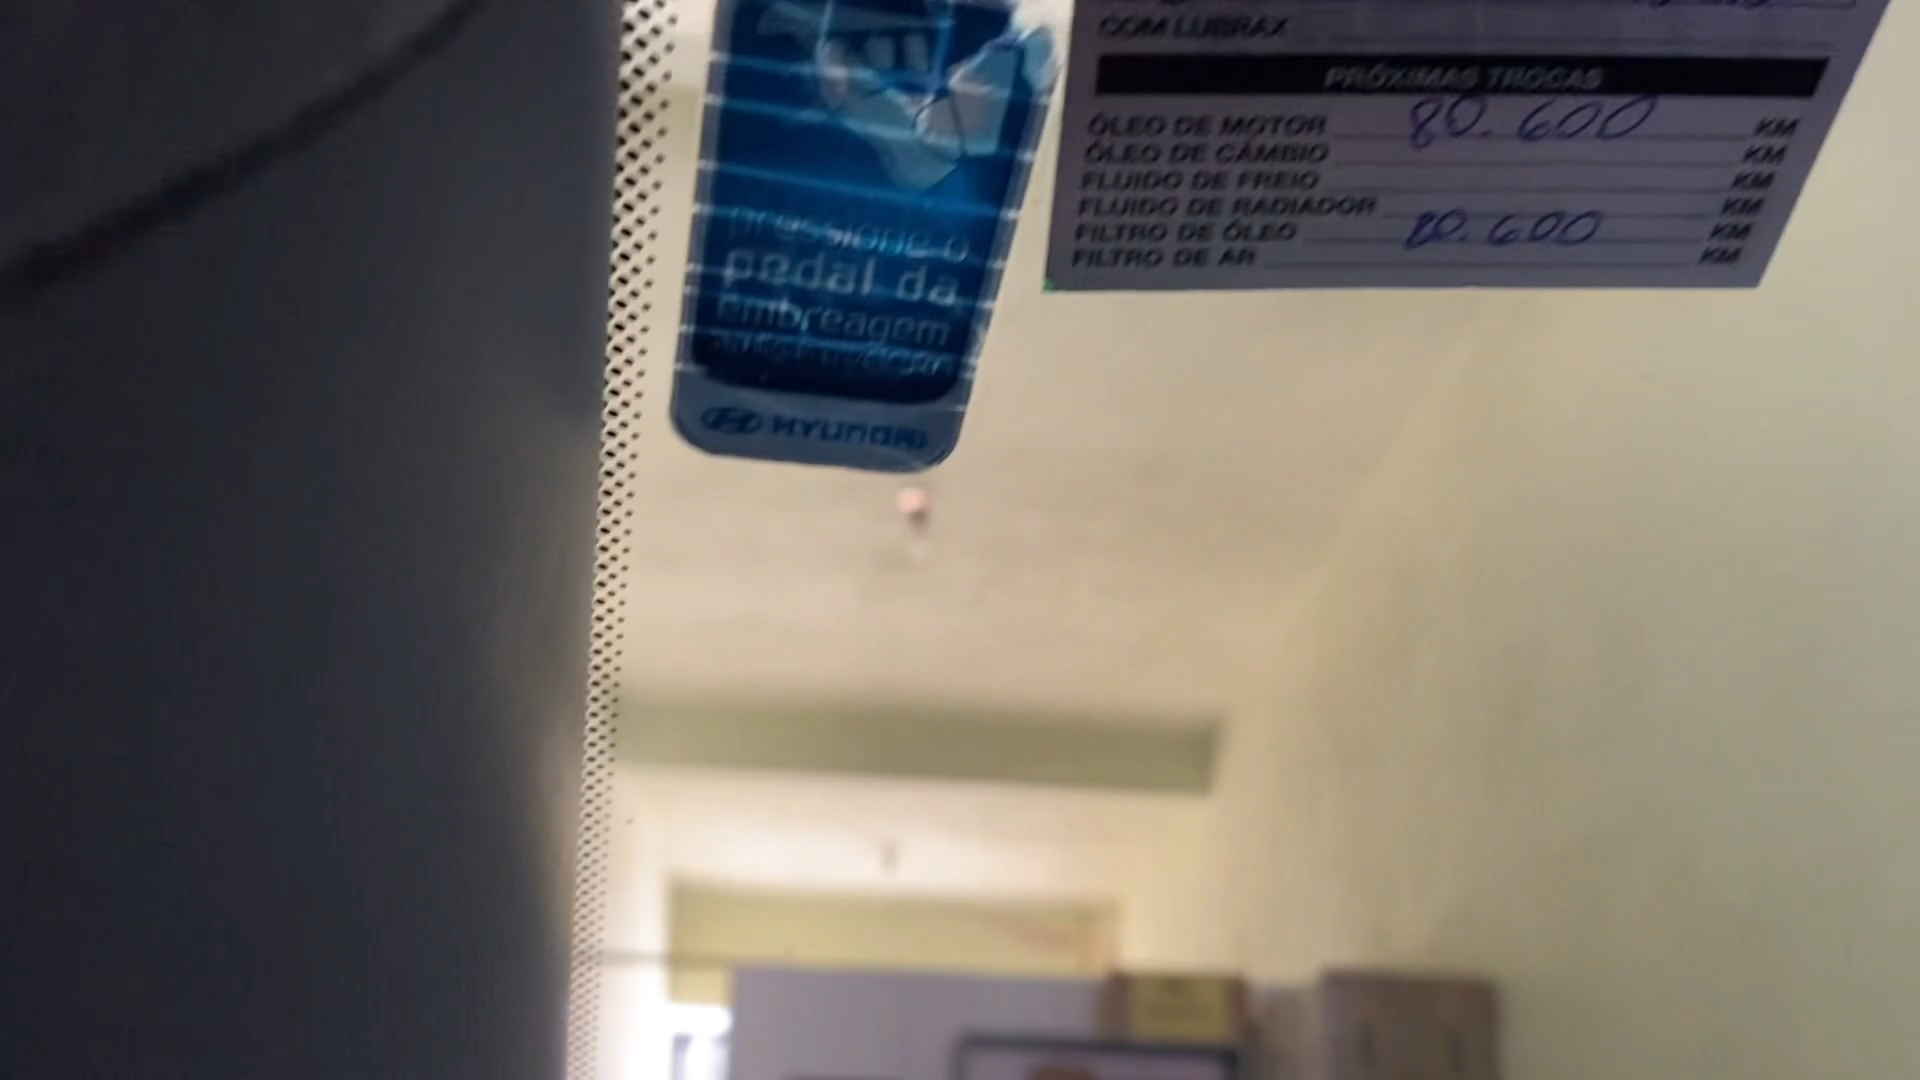 COM LUBRAX
PRÓXIMAS TROCAS
ÓLEO DE MOTOR 80.600 KM
ÓLEO DE CÂMBIO KM
FLUIDO DE FREIO KM
FLUIDO DE RADIADOR KM
FILTRO DE ÓLEO 80.600 KM
FILTRO DE AR KM
pressione o
pedal da
embreagem
HYUNDAI